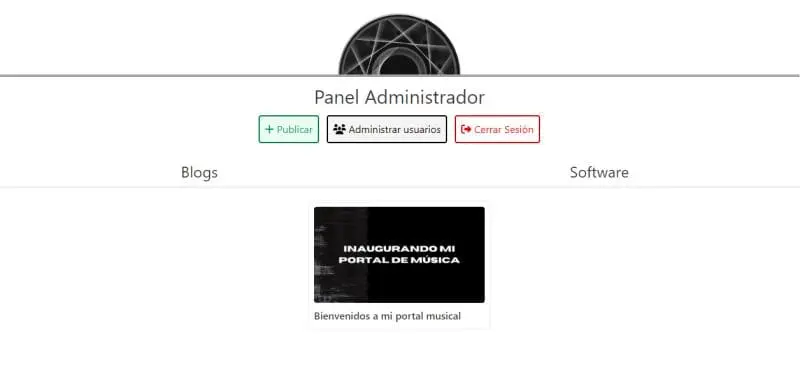 Panel Administrador
Publicar
Administrar usuarios
Cerrar Sesión
Blogs
Software
INAUGURANDO MI
PORTAL DE MÚSICA
Bienvenidos a mi portal musical